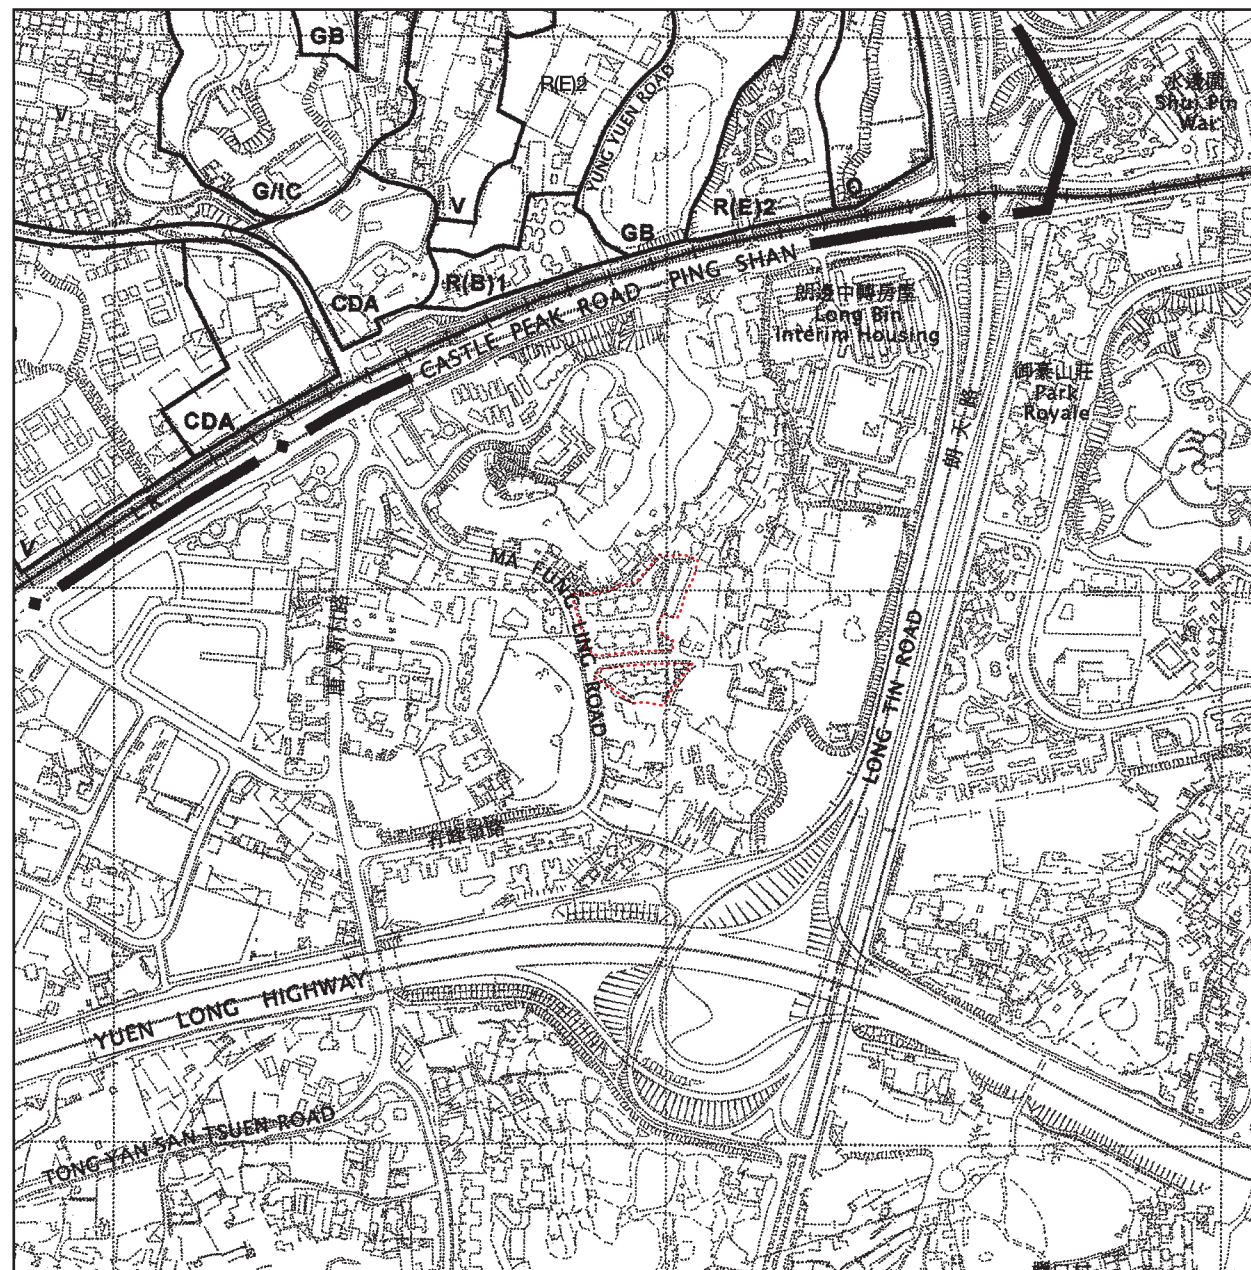 GB
R(E)2
V
YUNG YUEN ROAD
水邊圍
Shui Pin
Wai
G/IC
V
R(E)2
O
GB
R(B)1
CDA
CASTLE PEAK ROAD PING SHAN
朗邊中轉房屋
Long Bin
Interim Housing
御豪山莊
Park
Royale
朗天路
CDA
V
MA FUNG LING ROAD
LONG TIN ROAD
YUEN LONG HIGHWAY
TONG YAN SAN TSUEN ROAD